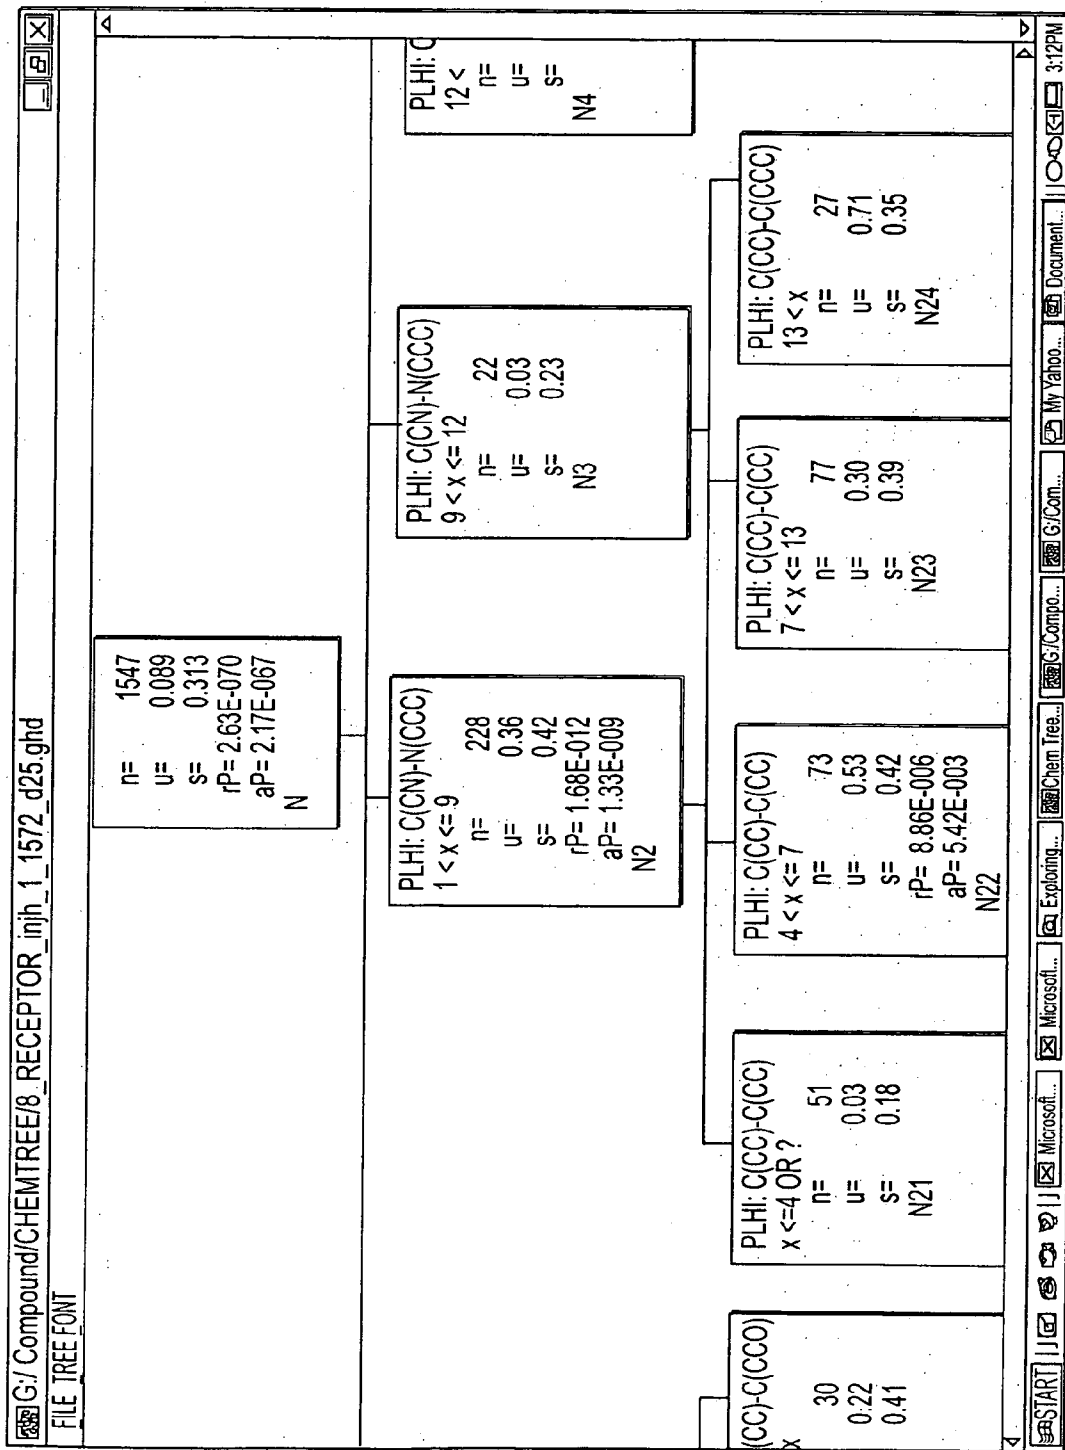 G:/ Compound/CHEMTREE/8_RECEPTOR_injh_1_1572_d25.ghd
FILE TREE FONT
n= 1547
u= 0.089
s= 0.313
rP= 2.63E-070
aP= 2.17E-067
N
PLHI: C(CN)-N(CCC)
1 < x <= 9
n= 228
u= 0.36
s= 0.42
rP= 1.68E-012
aP= 1.33E-009
N2
PLHI: C(CN)-N(CCC)
9 < x <= 12
n= 22
u= 0.03
s= 0.23
N3
PLHI: C
12 <
n=
u=
s=
N4
(CC)-C(CCO)
x
30
0.22
0.41
PLHI: C(CC)-C(CC)
x <=4 OR ?
n= 51
u= 0.03
s= 0.18
N21
PLHI: C(CC)-C(CC)
4 < x <= 7
n= 73
u= 0.53
s= 0.42
rP= 8.86E-006
aP= 5.42E-003
N22
PLHI: C(CC)-C(CC)
7 < x <= 13
n= 77
u= 0.30
s= 0.39
N23
PLHI: C(CC)-C(CCC)
13 < x
n= 27
u= 0.71
s= 0.35
N24
START Microsoft... Microsoft... Exploring... Chem Tree... G:/Compo... G:/Com... My Yahoo... Document... 3:12PM